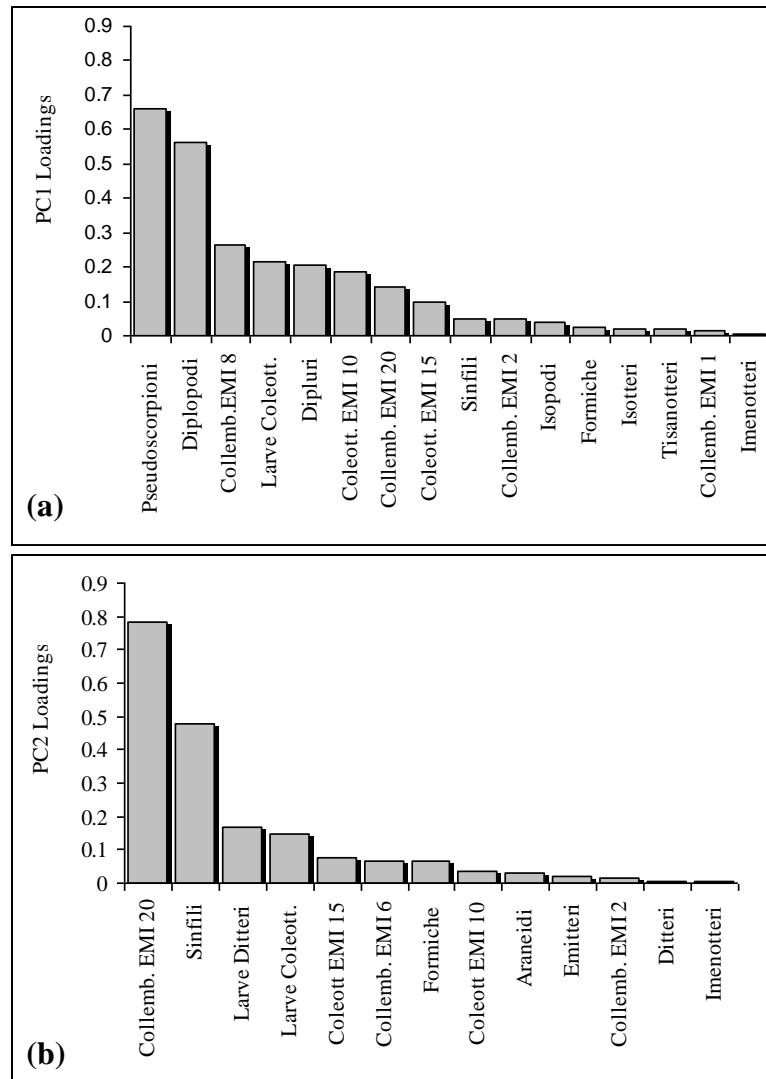 0.9
0.8
0.7
0.6
0.5
0.4
0.3
0.2
0.1
0
PC1 Loadings
Pseudoscorpioni
Diplopodi
Collemb.EMI 8
Larve Coleott.
Dipluri
Coleott. EMI 10
Collemb. EMI 20
Coleott. EMI 15
Sinfili
Collemb. EMI 2
Isopodi
Formiche
Isotteri
Tisanotteri
Collemb. EMI 1
Imenotteri
(a)
0.9
0.8
0.7
0.6
0.5
0.4
0.3
0.2
0.1
0
PC2 Loadings
Collemb. EMI 20
Sinfili
Larve Ditteri
Larve Coleott.
Coleott EMI 15
Collemb. EMI 6
Formiche
Coleott EMI 10
Araneidi
Emitteri
Collemb. EMI 2
Ditteri
Imenotteri
(b)